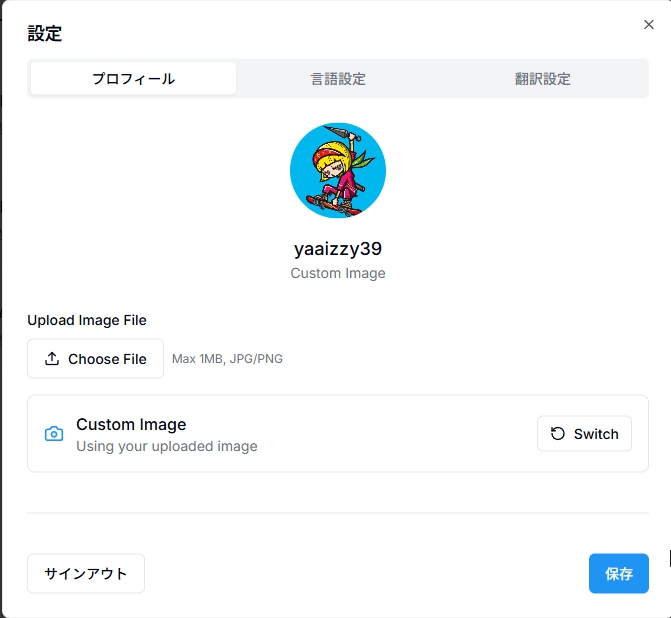 設定
プロフィール
言語設定
翻訳設定
yaaizzy39
Custom Image
Upload Image File
Choose File
Max 1MB, JPG/PNG
Custom Image
Using your uploaded image
Switch
サインアウト
保存